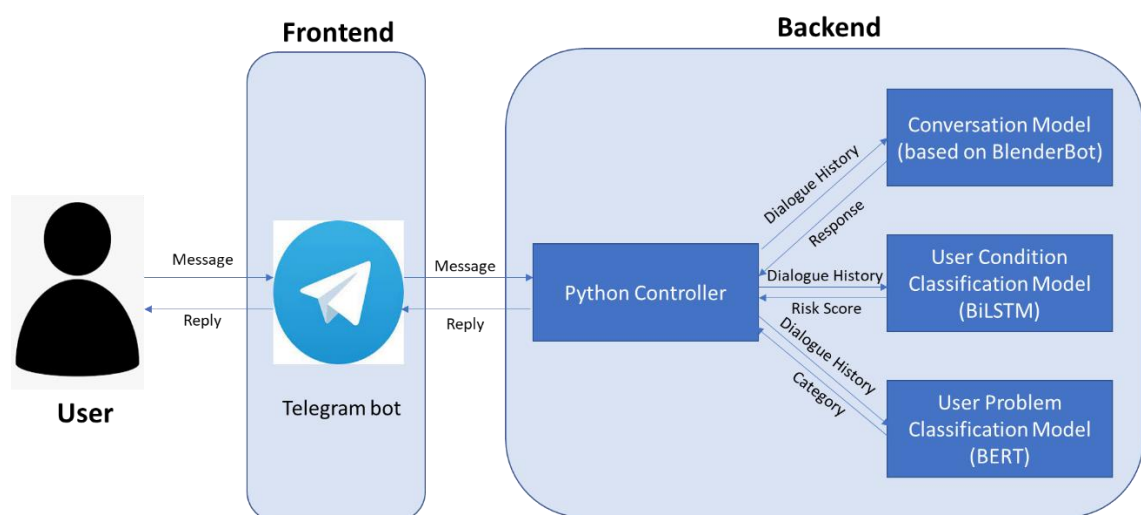 Frontend
Backend
Conversation Model
(based on BlenderBot)
Dialogue History
Response
Message
Message
Python Controller
Dialogue History
User Condition
Classification Model
(BiLSTM)
Reply
Reply
Risk Score
Dialogue History
Category
User
Telegram bot
User Problem
Classification Model
(BERT)